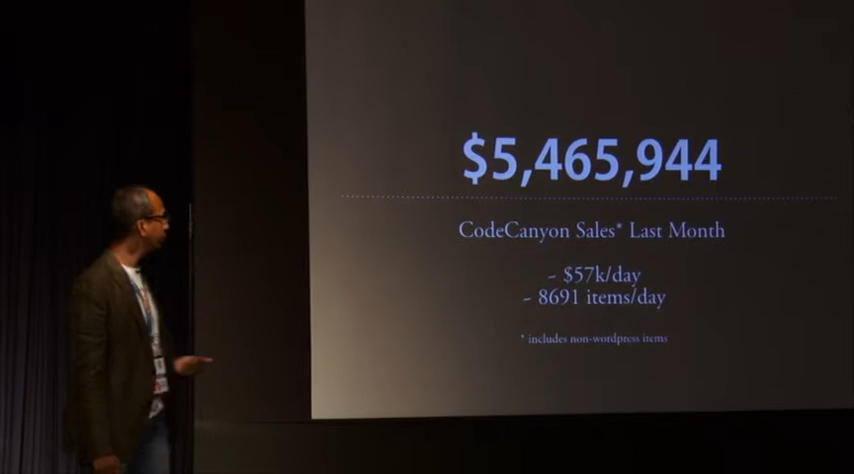 $5,465,944
CodeCanyon Sales* Last Month
~ $57k/day
~ 8691 items/day
* includes non-wordpress items